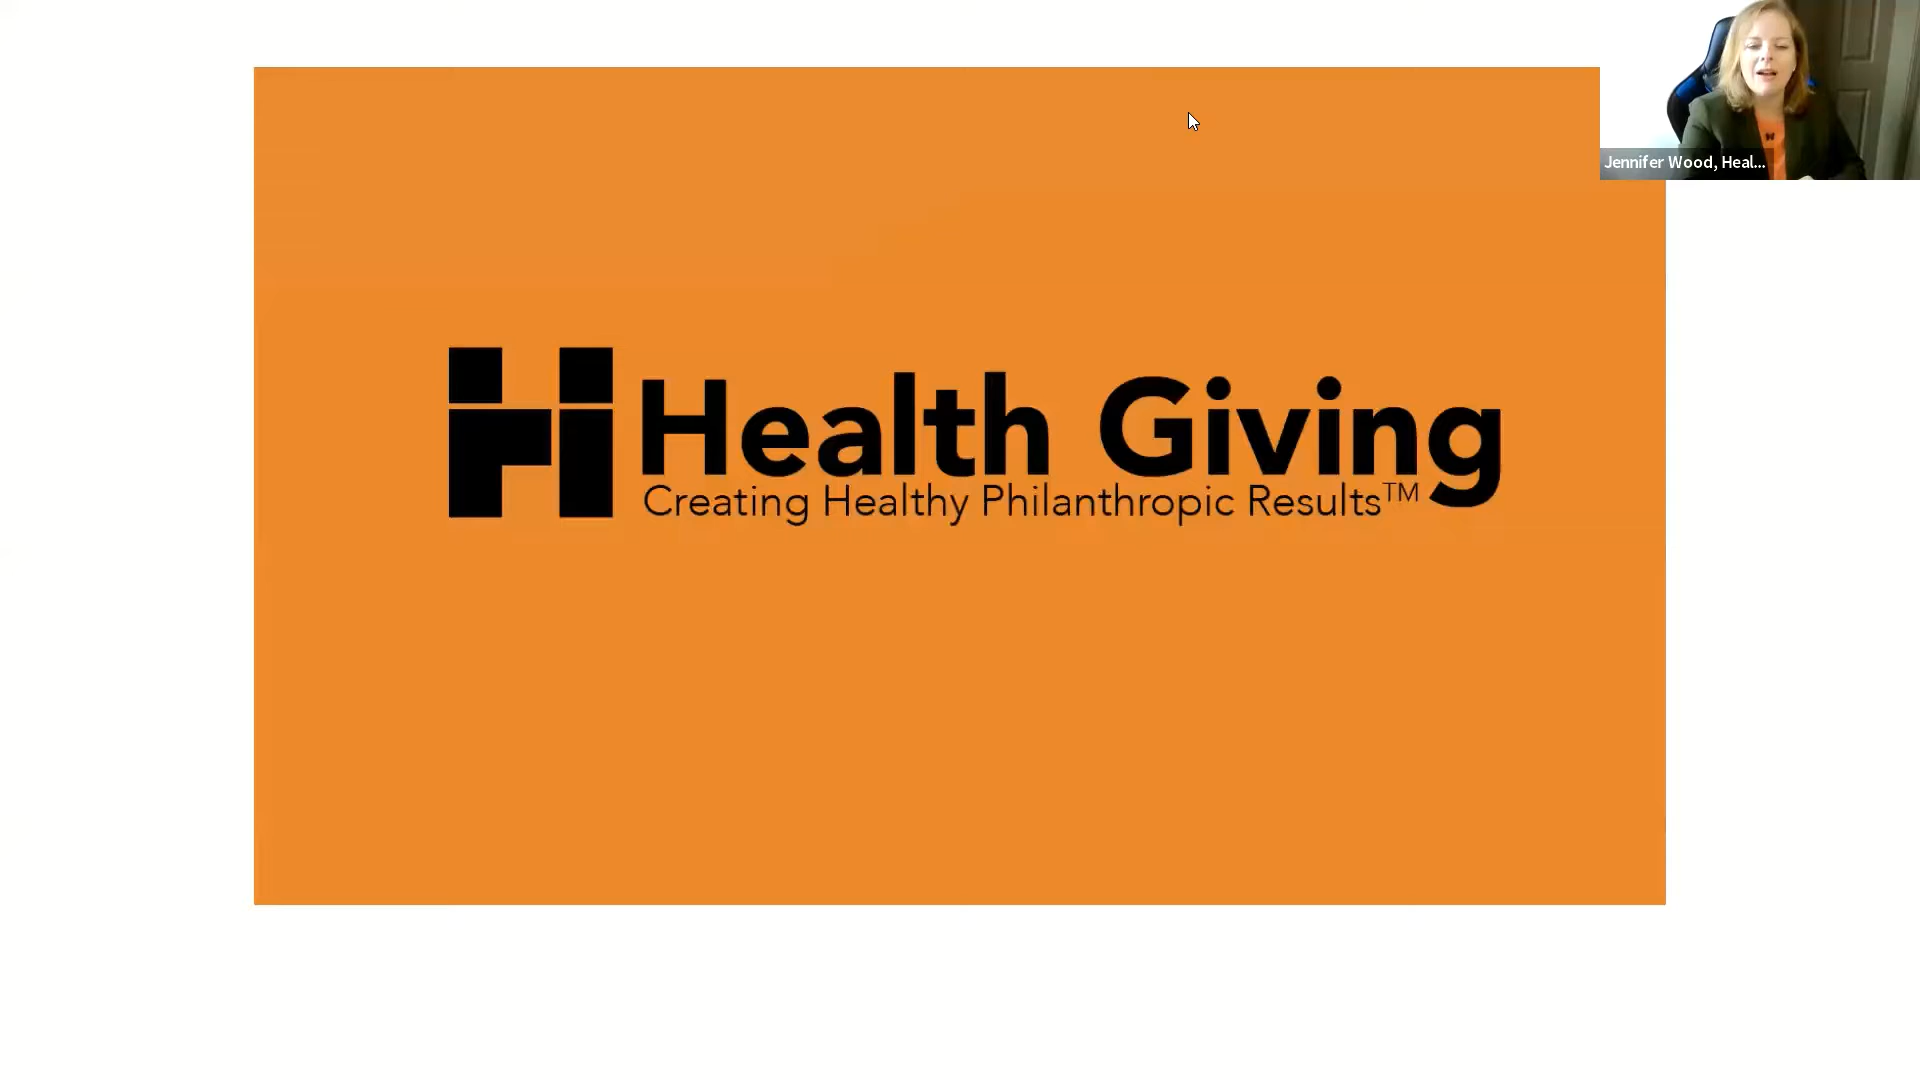 Health Giving
Creating Healthy Philanthropic Results™
Jennifer Wood, Heal...